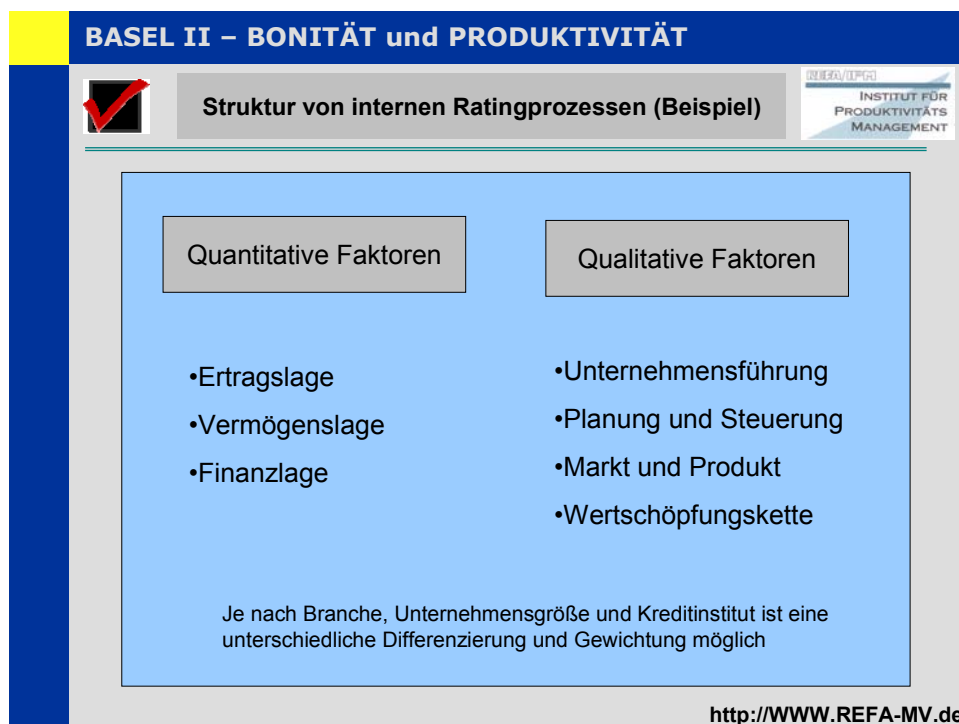 BASEL II – BONITÄT und PRODUKTIVITÄT
Struktur von internen Ratingprozessen (Beispiel)
REFA/IPM
INSTITUT FÜR
PRODUKTIVITÄTS
MANAGEMENT
Quantitative Faktoren
•Ertragslage
•Vermögenslage
•Finanzlage
Qualitative Faktoren
•Unternehmensführung
•Planung und Steuerung
•Markt und Produkt
•Wertschöpfungskette
Je nach Branche, Unternehmensgröße und Kreditinstitut ist eine
unterschiedliche Differenzierung und Gewichtung möglich
http://WWW.REFA-MV.de